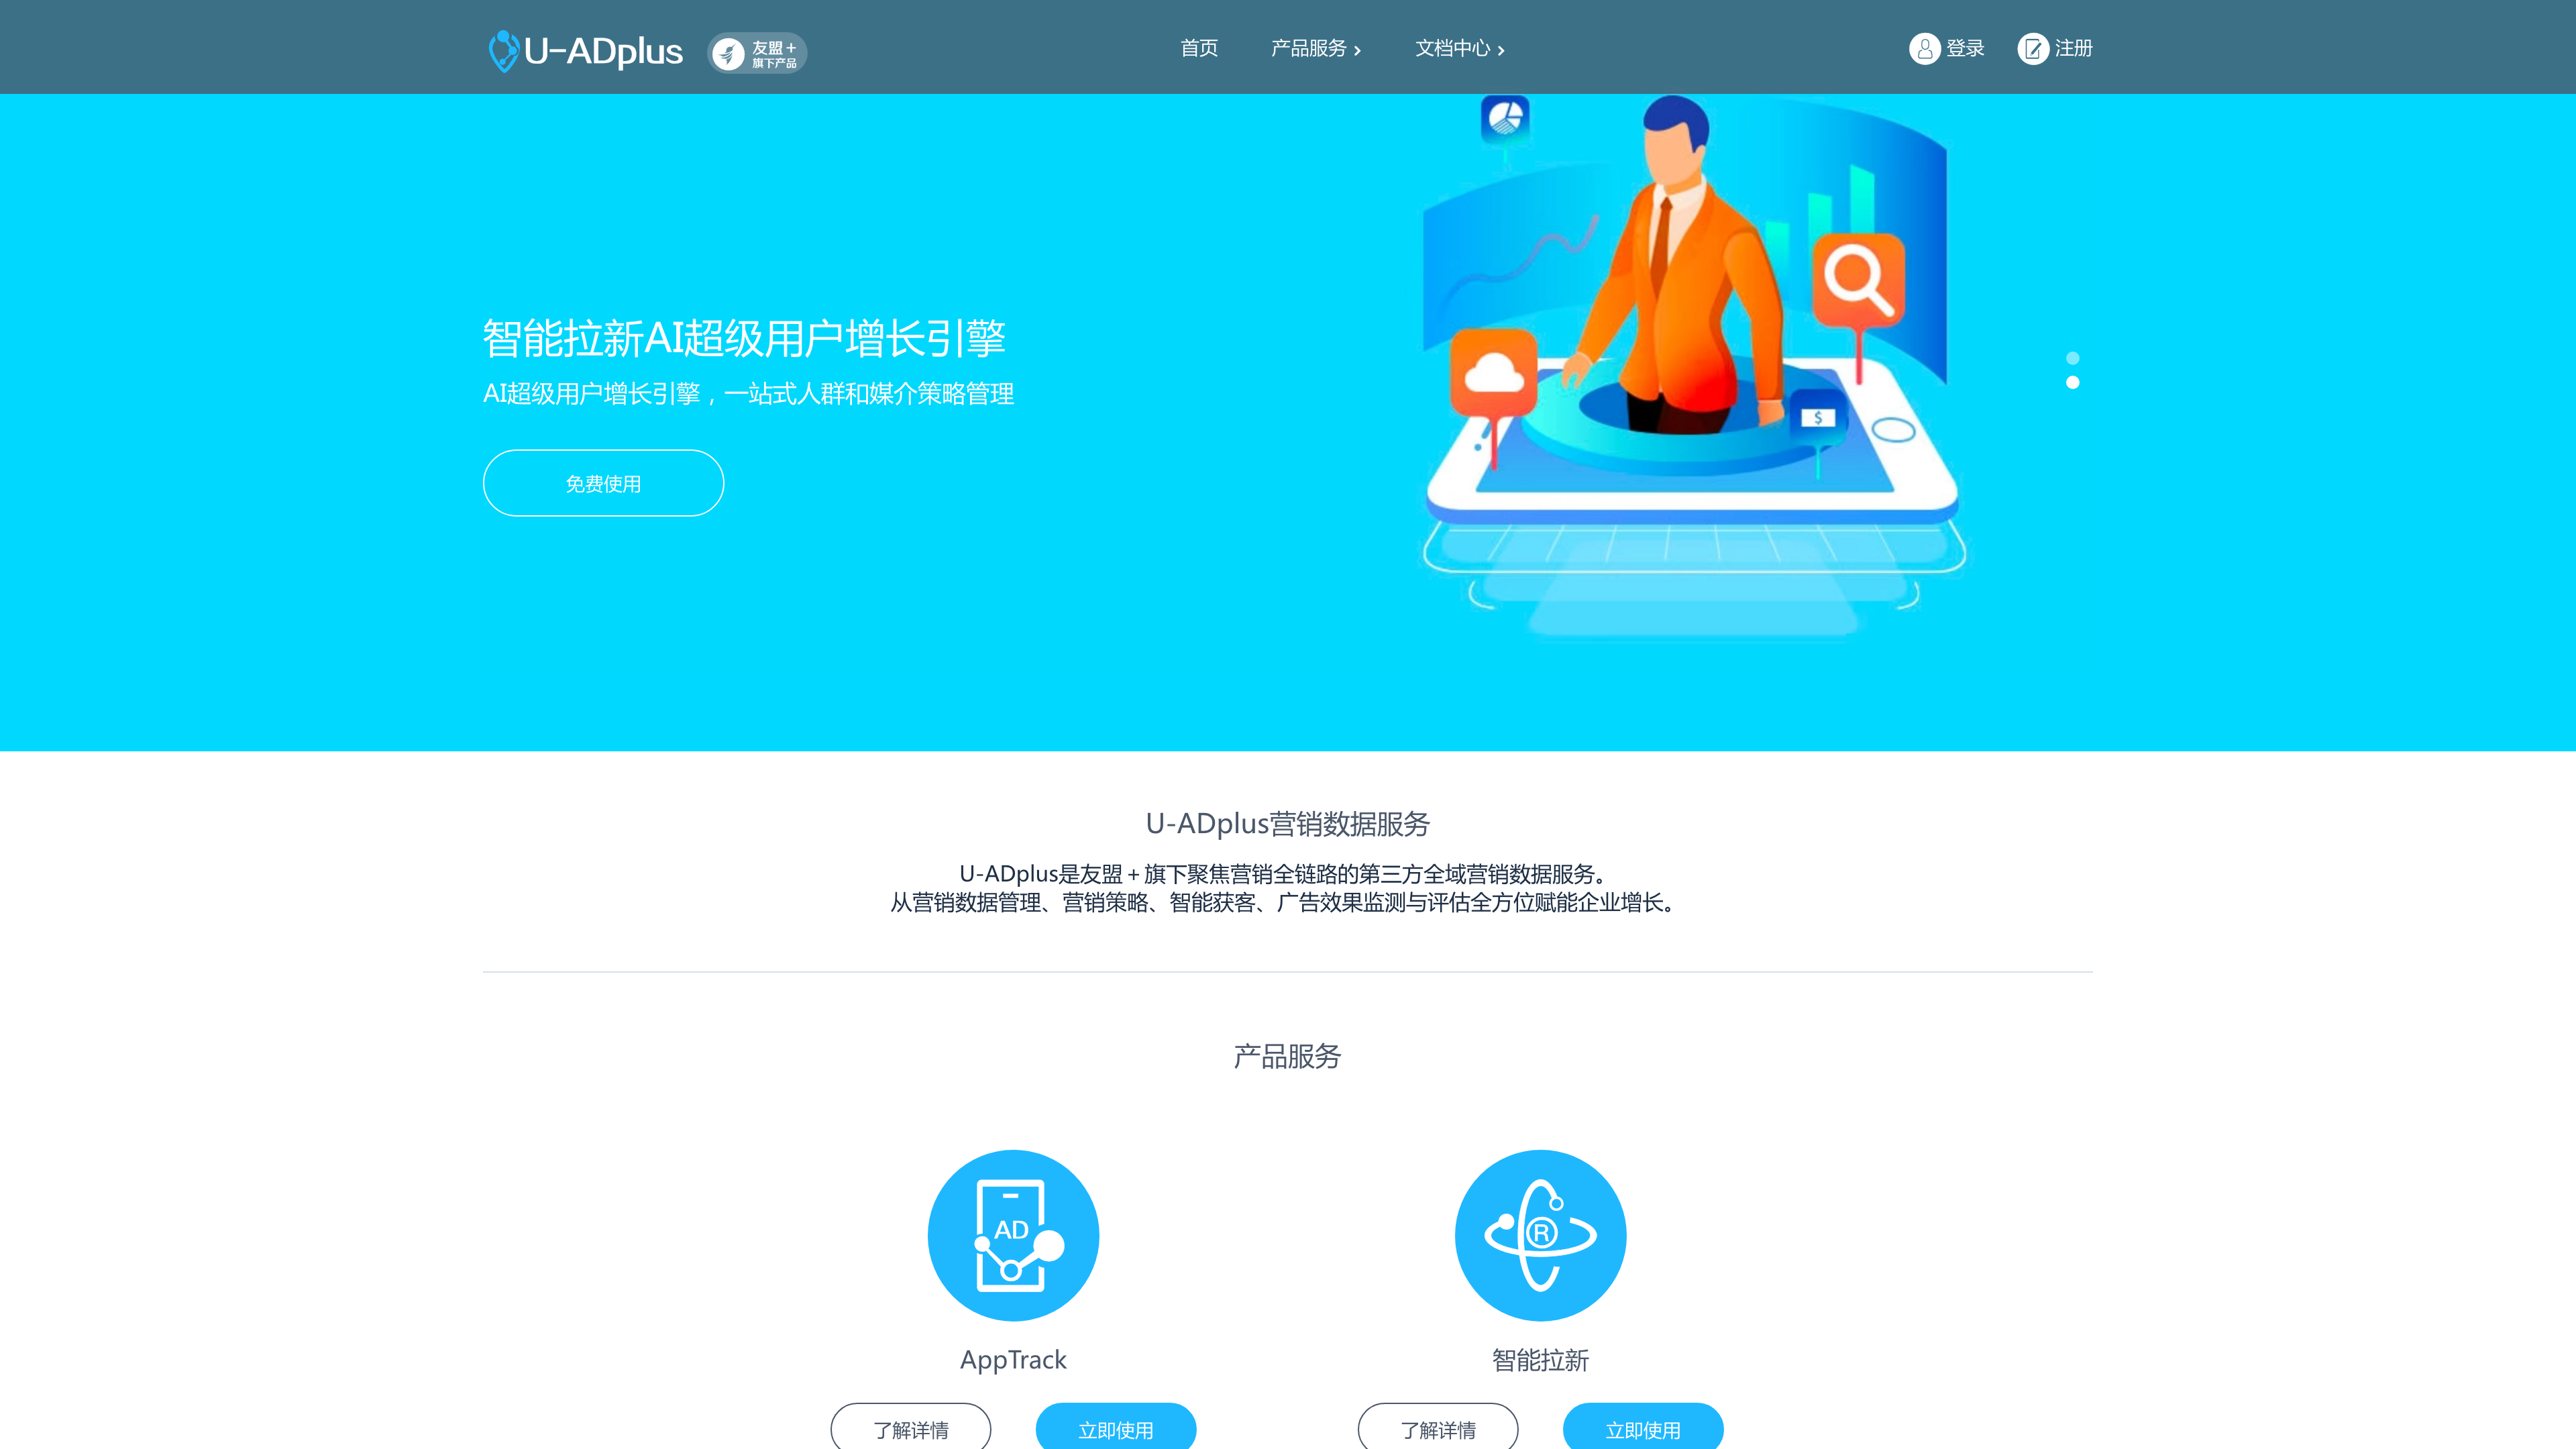 U-ADplus
友盟+
旗下产品
首页
产品服务
文档中心
登录
注册
智能拉新AI超级用户增长引擎
AI超级用户增长引擎，一站式人群和媒介策略管理
免费使用
$
U-ADplus营销数据服务
U-ADplus是友盟+旗下聚焦营销全链路的第三方全域营销数据服务。
从营销数据管理、营销策略、智能获客、广告效果监测与评估全方位赋能企业增长。
产品服务
AD
R
AppTrack
智能拉新
了解详情
立即使用
了解详情
立即使用